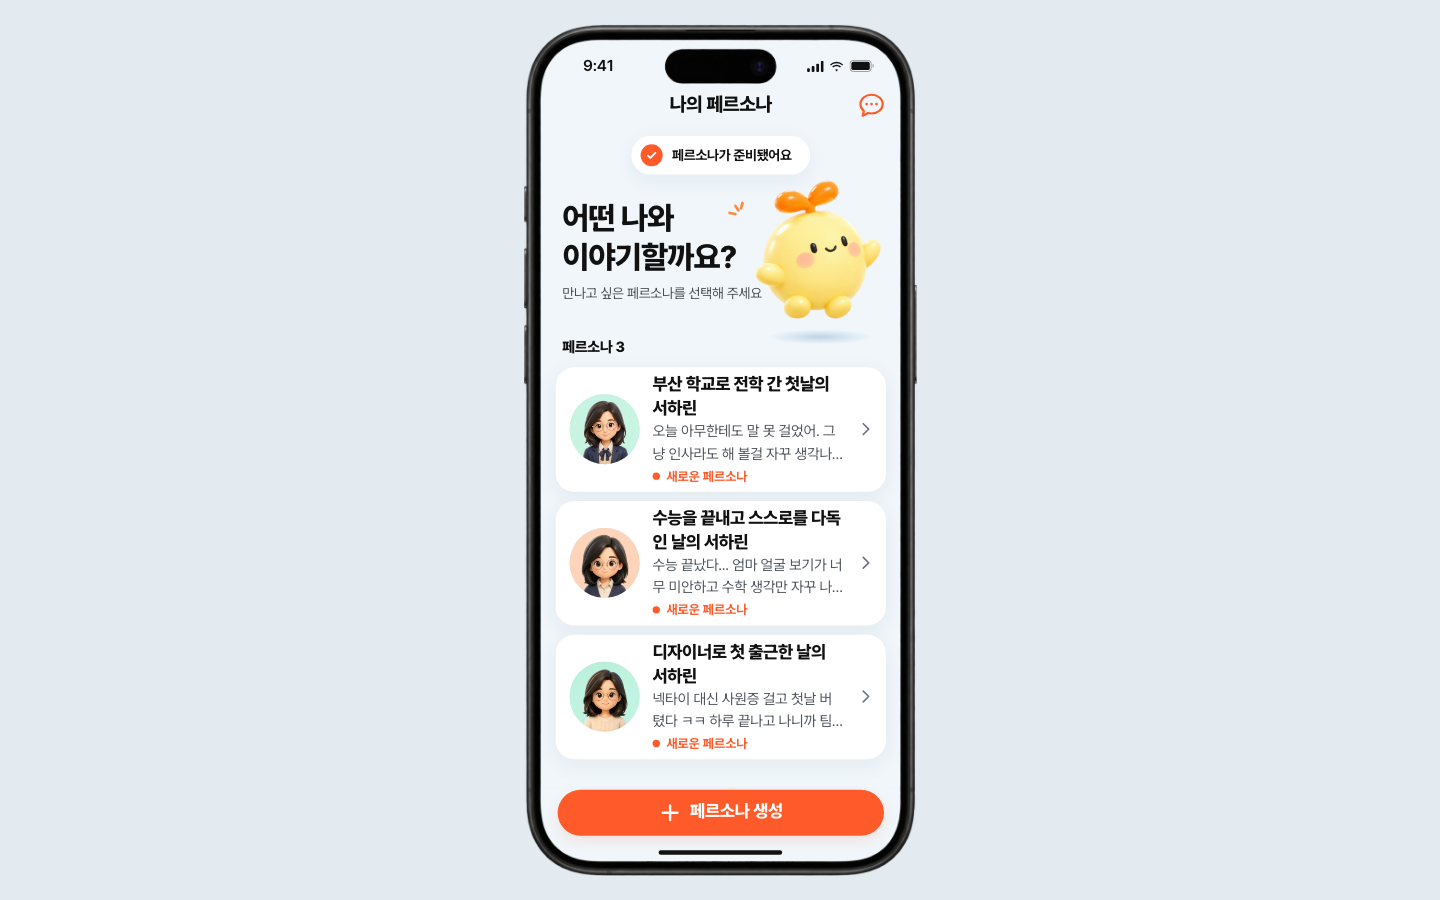 9:41
나의 페르소나
페르소나가 준비됐어요
어떤 나와
이야기할까요?
만나고 싶은 페르소나를 선택해 주세요
페르소나 3
부산 학교로 전학 간 첫날의
서하린
오늘 아무한테도 말 못 걸었어. 그
냥 인사라도 해 볼걸 자꾸 생각나...
새로운 페르소나
수능을 끝내고 스스로를 다독
인 날의 서하린
수능 끝났다... 엄마 얼굴 보기가 너
무 미안하고 수학 생각만 자꾸 나...
새로운 페르소나
디자이너로 첫 출근한 날의
서하린
넥타이 대신 사원증 걸고 첫날 버
텼다 ㅋㅋ 하루 끝나고 나니까 팀...
새로운 페르소나
페르소나 생성